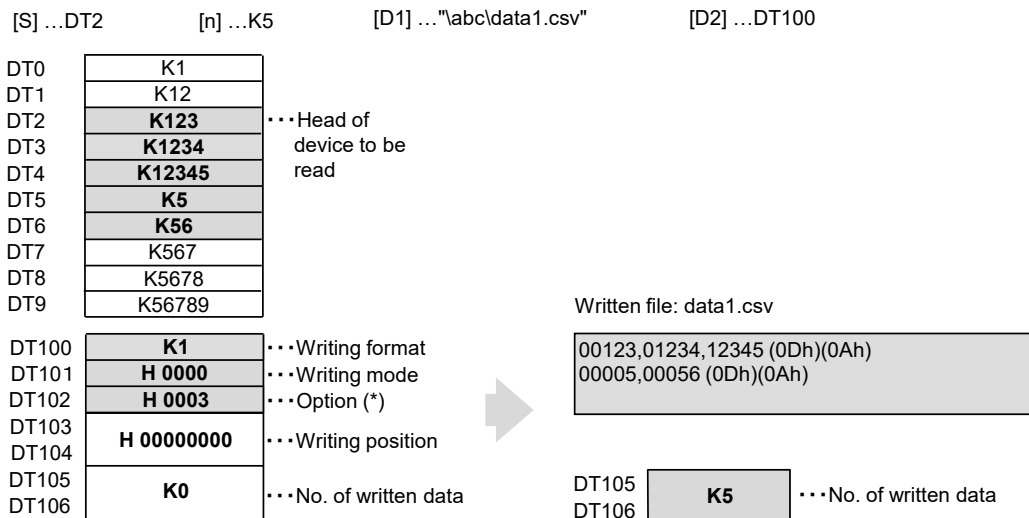 [S] …DT2 [n] …K5 [D1] …"\abc\data1.csv" [D2] …DT100
DT0 K1
DT1 K12
DT2 K123 ･･･Head of
DT3 K1234 device to be
DT4 K12345 read
DT5 K5
DT6 K56
DT7 K567
DT8 K5678
DT9 K56789
Written file: data1.csv
DT100 K1 ･･･Writing format
DT101 H 0000 ･･･Writing mode
DT102 H 0003 ･･･Option (*)
DT103
DT104 H 00000000 ･･･Writing position
DT105
DT106 K0 ･･･No. of written data
00123,01234,12345 (0Dh)(0Ah)
00005,00056 (0Dh)(0Ah)
DT105
DT106 K5 ･･･No. of written data